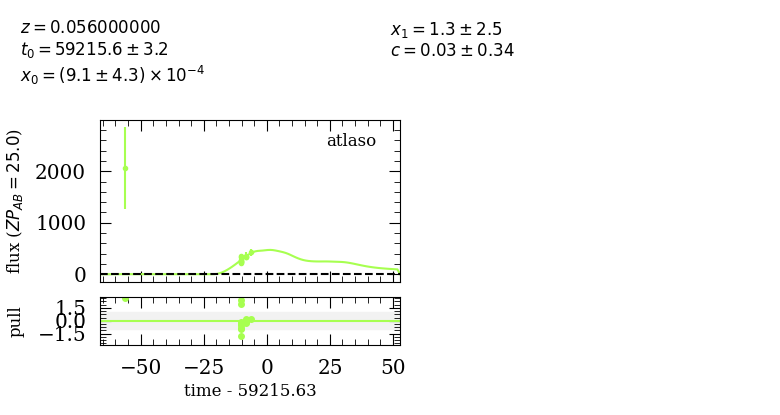 z = 0.056000000
t₀ = 59215.6 ± 3.2
x₀ = (9.1 ± 4.3) × 10⁻⁴
x₁ = 1.3 ± 2.5
c = 0.03 ± 0.34
atlaso
flux (ZP_AB = 25.0)
2000
1000
0
pull
1.5
0.0
−1.5
−50 −25 0 25 50
time - 59215.63